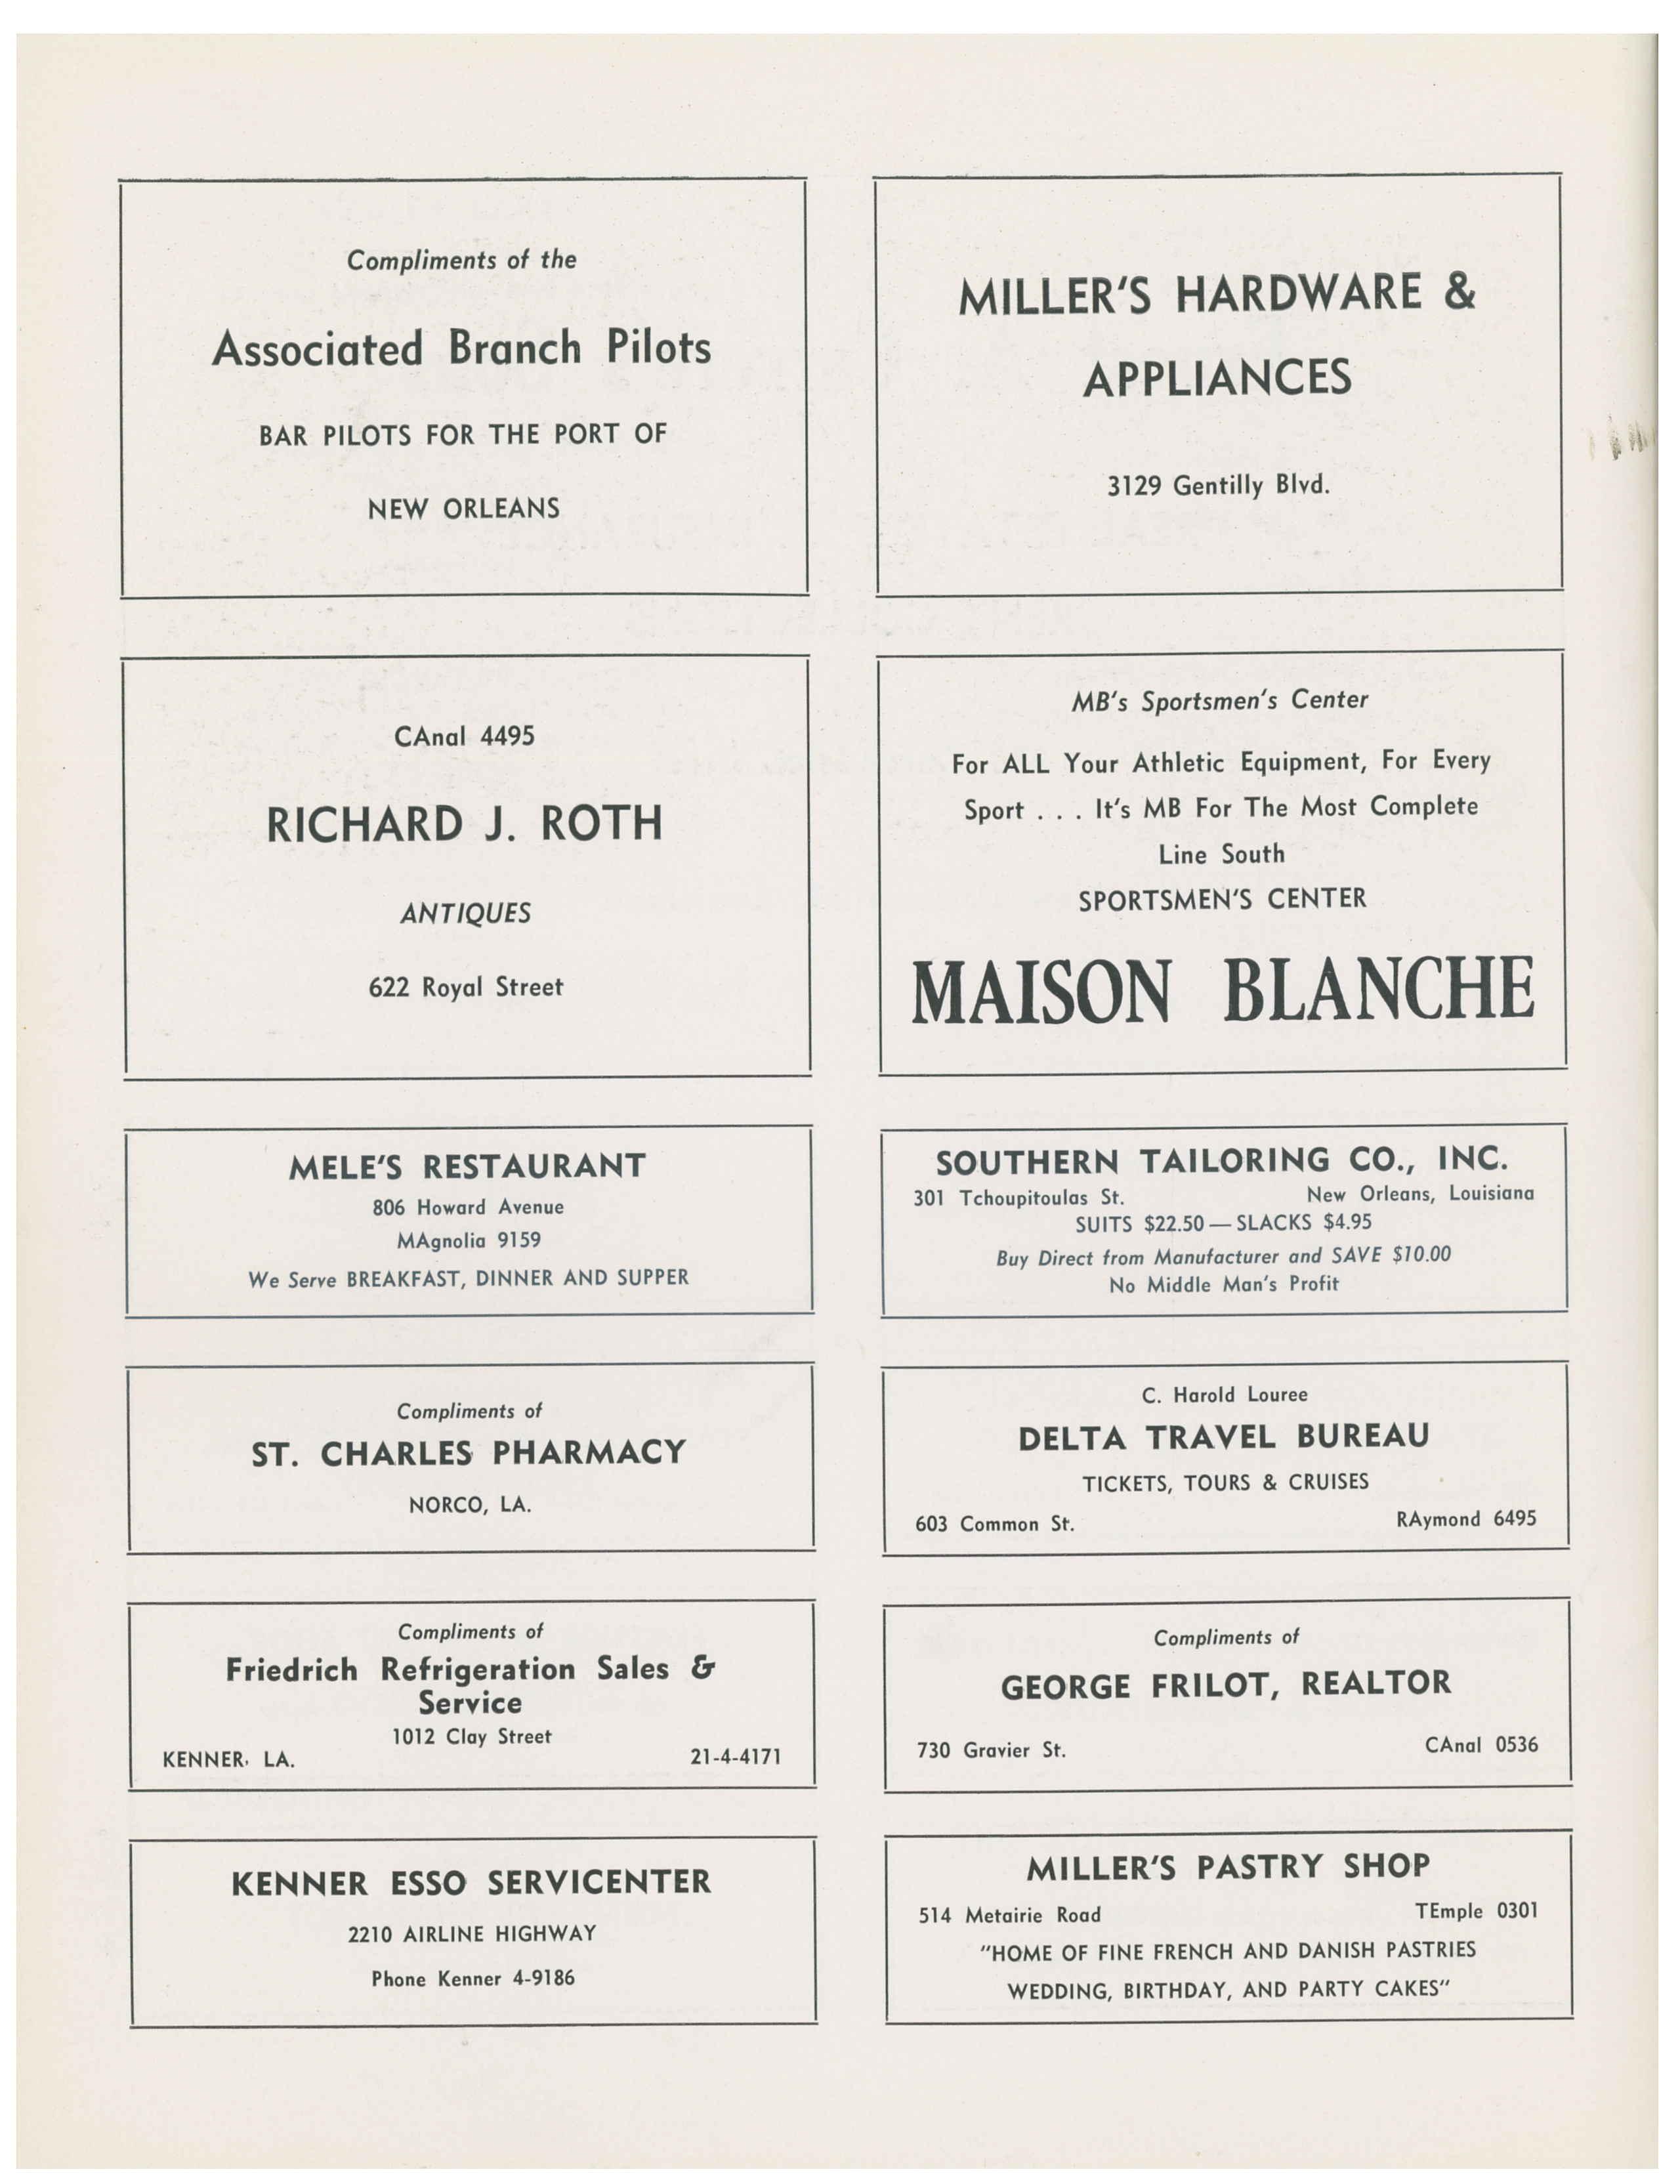 Compliments of the
Associated Branch Pilots
BAR PILOTS FOR THE PORT OF
NEW ORLEANS
MILLER'S HARDWARE &
APPLIANCES
3129 Gentilly Blvd.
CAnal 4495
RICHARD J. ROTH
ANTIQUES
622 Royal Street
MB's Sportsmen's Center
For ALL Your Athletic Equipment, For Every
Sport . . . It's MB For The Most Complete
Line South
SPORTSMEN'S CENTER
MAISON BLANCHE
MELE'S RESTAURANT
806 Howard Avenue
MAgnolia 9159
We Serve BREAKFAST, DINNER AND SUPPER
SOUTHERN TAILORING CO., INC.
301 Tchoupitoulas St. New Orleans, Louisiana
SUITS $22.50 — SLACKS $4.95
Buy Direct from Manufacturer and SAVE $10.00
No Middle Man's Profit
Compliments of
ST. CHARLES PHARMACY
NORCO, LA.
C. Harold Louree
DELTA TRAVEL BUREAU
TICKETS, TOURS & CRUISES
603 Common St. RAymond 6495
Compliments of
Friedrich Refrigeration Sales &
Service
1012 Clay Street
KENNER, LA. 21-4-4171
Compliments of
GEORGE FRILOT, REALTOR
730 Gravier St. CAnal 0536
KENNER ESSO SERVICENTER
2210 AIRLINE HIGHWAY
Phone Kenner 4-9186
MILLER'S PASTRY SHOP
514 Metairie Road TEmple 0301
"HOME OF FINE FRENCH AND DANISH PASTRIES
WEDDING, BIRTHDAY, AND PARTY CAKES"